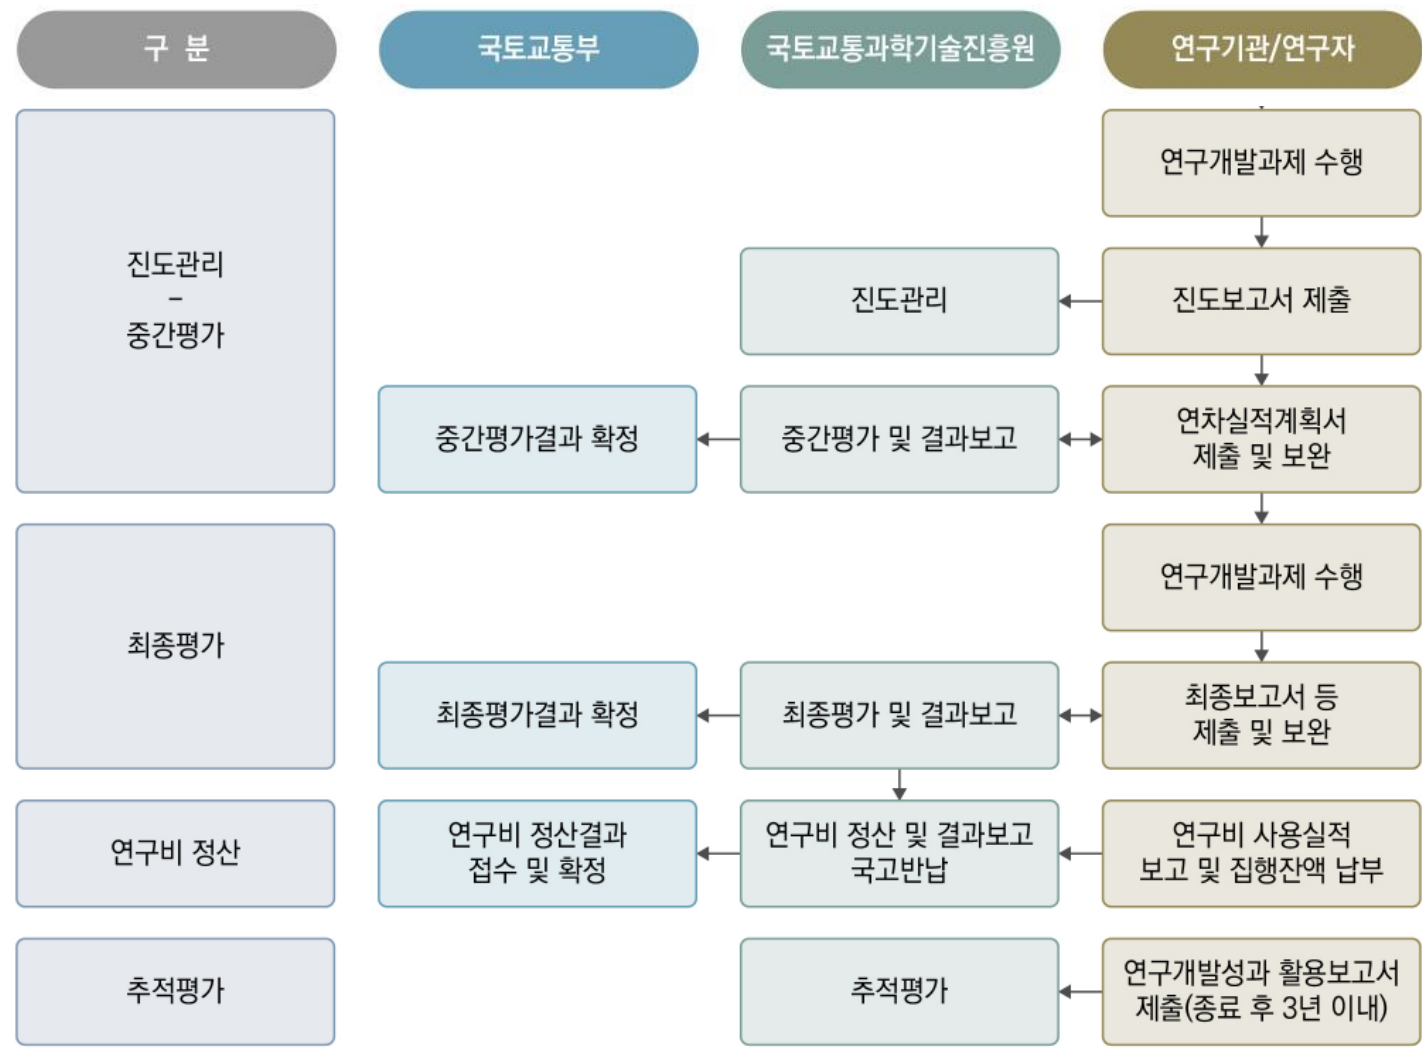 구 분
국토교통부
국토교통과학기술진흥원
연구기관/연구자
진도관리
–
중간평가
연구개발과제 수행
진도관리
진도보고서 제출
중간평가결과 확정
중간평가 및 결과보고
연차실적계획서
제출 및 보완
최종평가
연구개발과제 수행
최종평가결과 확정
최종평가 및 결과보고
최종보고서 등
제출 및 보완
연구비 정산
연구비 정산결과
접수 및 확정
연구비 정산 및 결과보고
국고반납
연구비 사용실적
보고 및 집행잔액 납부
추적평가
추적평가
연구개발성과 활용보고서
제출(종료 후 3년 이내)